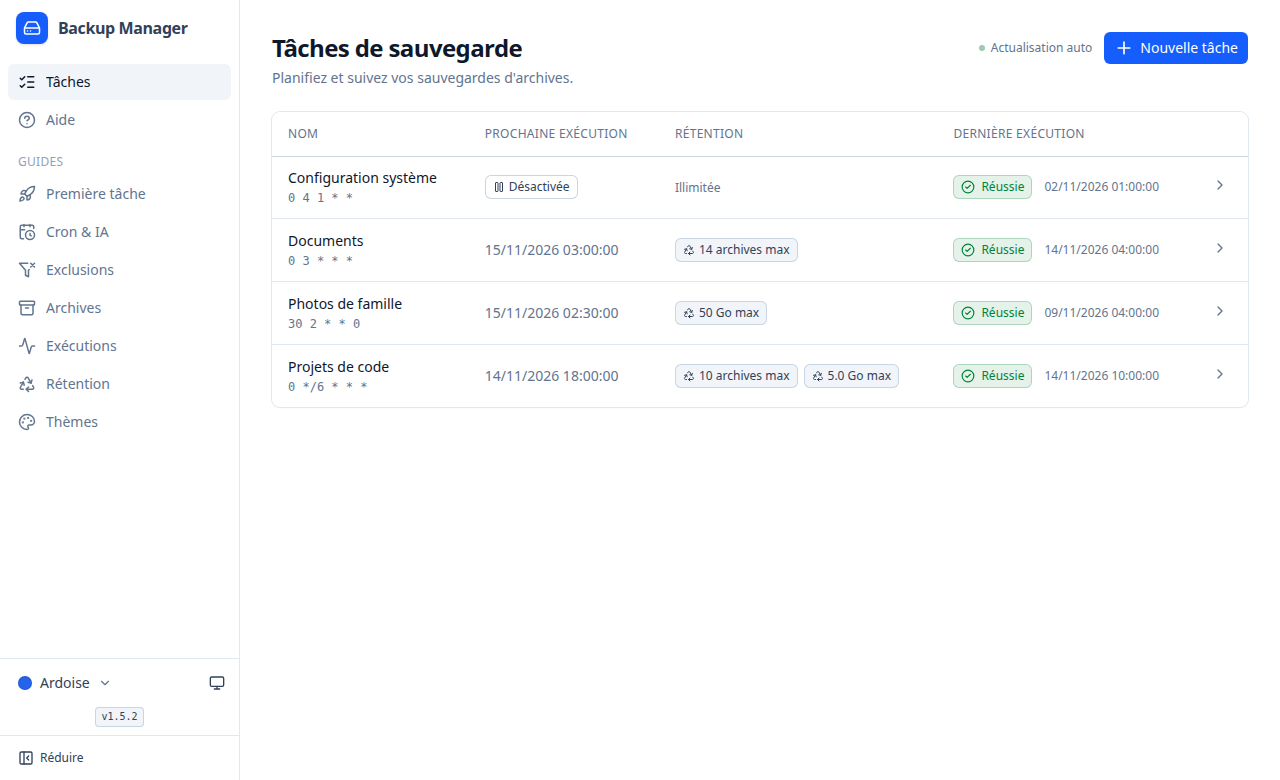 Backup Manager
Tâches
Aide
GUIDES
Première tâche
Cron & IA
Exclusions
Archives
Exécutions
Rétention
Thèmes
Ardoise
v1.5.2
Réduire
Tâches de sauvegarde
Planifiez et suivez vos sauvegardes d'archives.
Actualisation auto
Nouvelle tâche
NOM PROCHAINE EXÉCUTION RÉTENTION DERNIÈRE EXÉCUTION
Configuration système
0 4 1 * *
Désactivée Illimitée Réussie 02/11/2026 01:00:00
Documents
0 3 * * *
15/11/2026 03:00:00 14 archives max Réussie 14/11/2026 04:00:00
Photos de famille
30 2 * * 0
15/11/2026 02:30:00 50 Go max Réussie 09/11/2026 04:00:00
Projets de code
0 */6 * * *
14/11/2026 18:00:00 10 archives max 5.0 Go max Réussie 14/11/2026 10:00:00